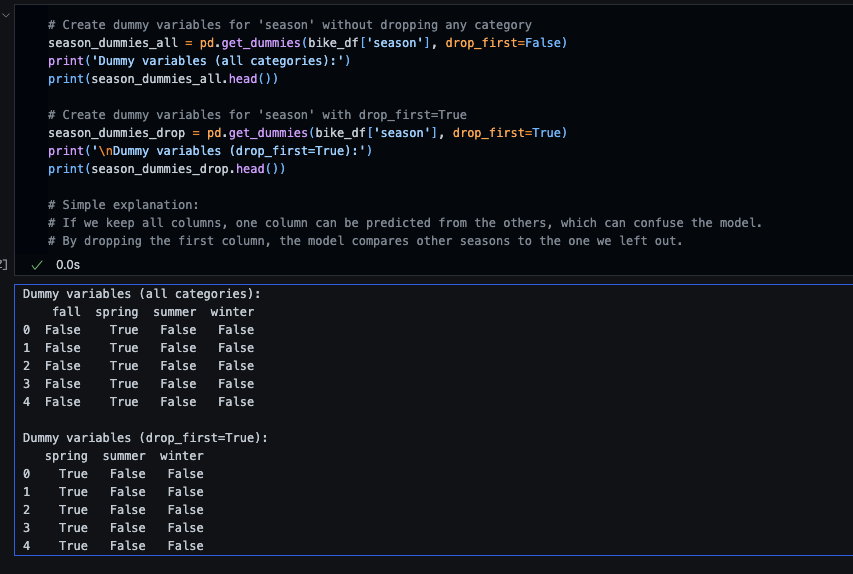 # Create dummy variables for 'season' without dropping any category
season_dummies_all = pd.get_dummies(bike_df['season'], drop_first=False)
print('Dummy variables (all categories):')
print(season_dummies_all.head())

# Create dummy variables for 'season' with drop_first=True
season_dummies_drop = pd.get_dummies(bike_df['season'], drop_first=True)
print('\nDummy variables (drop_first=True):')
print(season_dummies_drop.head())

# Simple explanation:
# If we keep all columns, one column can be predicted from the others, which can confuse the model.
# By dropping the first column, the model compares other seasons to the one we left out.
] ✓ 0.0s
Dummy variables (all categories):
    fall  spring  summer  winter
0  False    True   False   False
1  False    True   False   False
2  False    True   False   False
3  False    True   False   False
4  False    True   False   False

Dummy variables (drop_first=True):
   spring  summer  winter
0    True   False   False
1    True   False   False
2    True   False   False
3    True   False   False
4    True   False   False